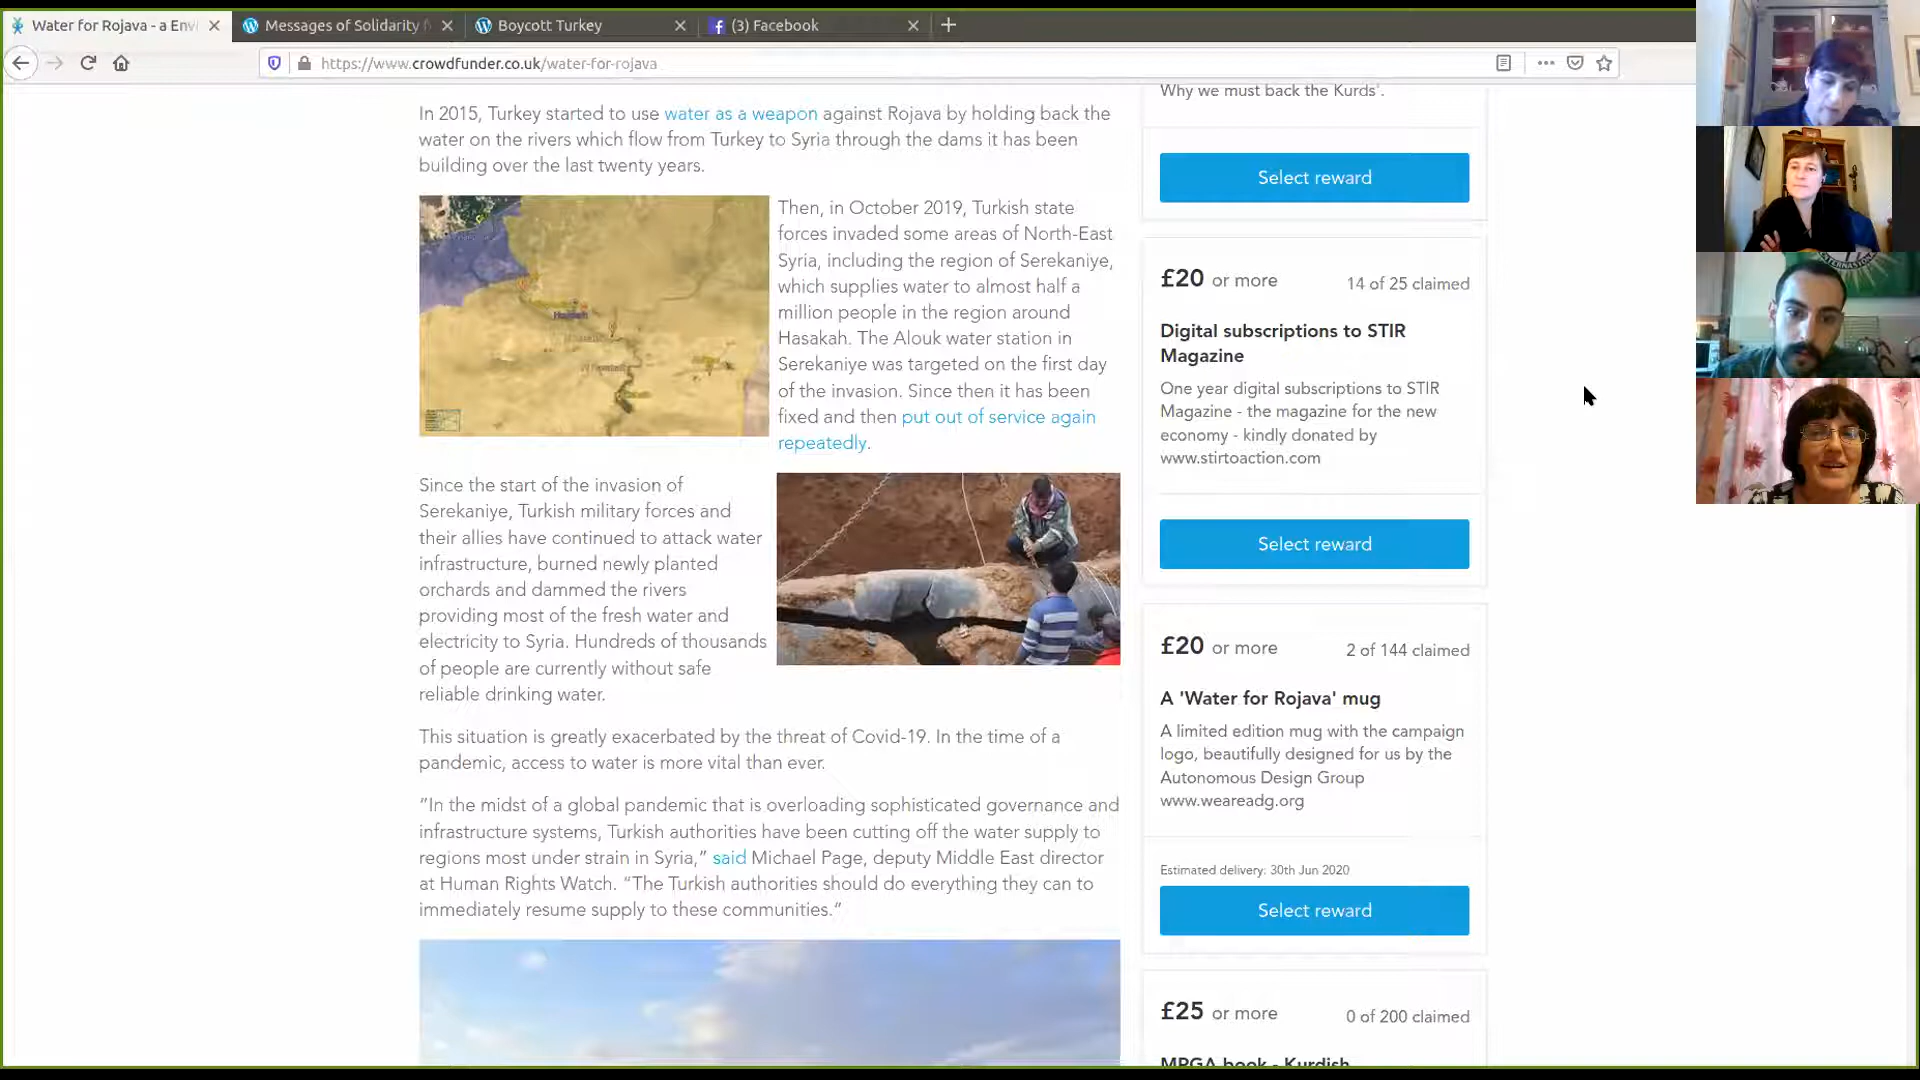 Water for Rojava - a Env
Messages of Solidarity
Boycott Turkey
(3) Facebook
https://www.crowdfunder.co.uk/water-for-rojava
In 2015, Turkey started to use water as a weapon against Rojava by holding back the
water on the rivers which flow from Turkey to Syria through the dams it has been
building over the last twenty years.
Then, in October 2019, Turkish state
forces invaded some areas of North-East
Syria, including the region of Serekaniye,
which supplies water to almost half a
million people in the region around
Hasakah. The Alouk water station in
Serekaniye was targeted on the first day
of the invasion. Since then it has been
fixed and then put out of service again
repeatedly.
Since the start of the invasion of
Serekaniye, Turkish military forces and
their allies have continued to attack water
infrastructure, burned newly planted
orchards and dammed the rivers
providing most of the fresh water and
electricity to Syria. Hundreds of thousands
of people are currently without safe
reliable drinking water.
This situation is greatly exacerbated by the threat of Covid-19. In the time of a
pandemic, access to water is more vital than ever.
“In the midst of a global pandemic that is overloading sophisticated governance and
infrastructure systems, Turkish authorities have been cutting off the water supply to
regions most under strain in Syria,” said Michael Page, deputy Middle East director
at Human Rights Watch. “The Turkish authorities should do everything they can to
immediately resume supply to these communities.”
Why we must back the Kurds'.
Select reward
£20 or more
14 of 25 claimed
Digital subscriptions to STIR
Magazine
One year digital subscriptions to STIR
Magazine - the magazine for the new
economy - kindly donated by
www.stirtoaction.com
Select reward
£20 or more
2 of 144 claimed
A 'Water for Rojava' mug
A limited edition mug with the campaign
logo, beautifully designed for us by the
Autonomous Design Group
www.weareadg.org
Estimated delivery: 30th Jun 2020
Select reward
£25 or more
0 of 200 claimed
MPGA book - Kurdish